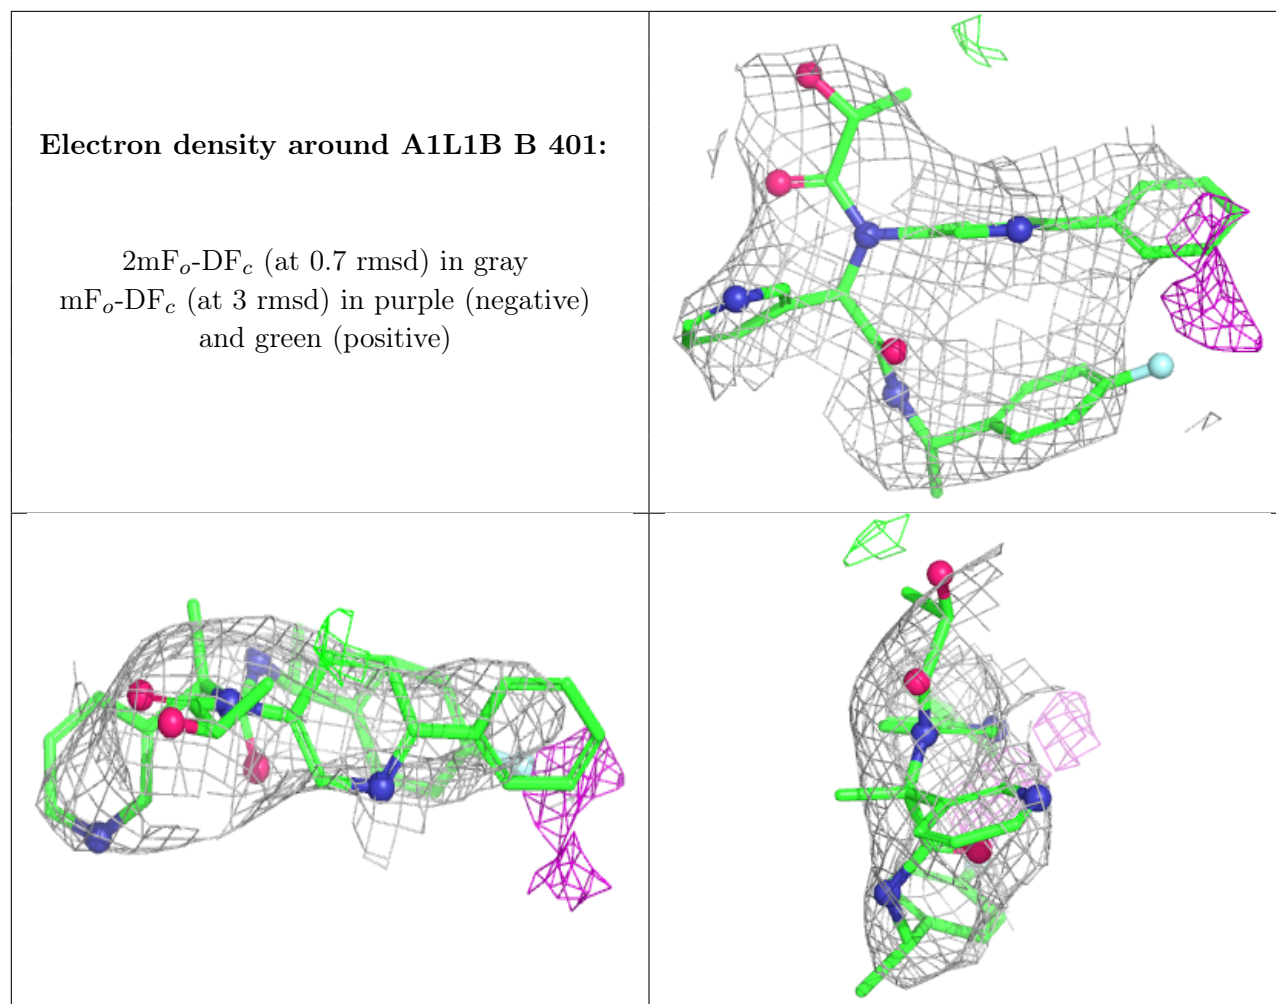 Electron density around A1L1B B 401:
2mFo-DFc (at 0.7 rmsd) in gray
mFo-DFc (at 3 rmsd) in purple (negative)
and green (positive)